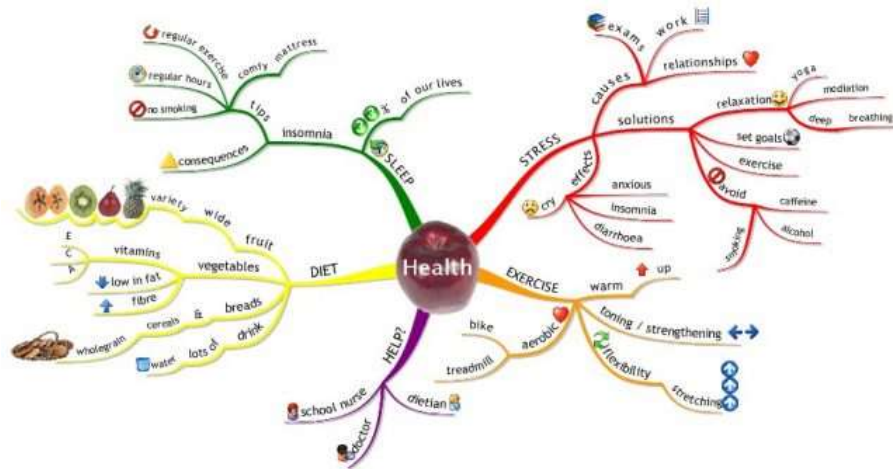 Health
SLEEP
of our lives
insomnia
tips
regular exercise
comfy mattress
regular hours
no smoking
consequences
STRESS
causes
exams
work
relationships
solutions
relaxation
yoga
mediation
deep breathing
set goals
exercise
avoid
caffeine
alcohol
smoking
effects
cry
anxious
insomnia
diarrhoea
EXERCISE
warm up
toning / strengthening
flexibility
stretching
aerobic
bike
treadmill
HELP?
school nurse
doctor
dietian
DIET
fruit
wide variety
vegetables
vitamins
E
C
A
low in fat
fibre
breads & cereals
wholegrain
drink lots of water